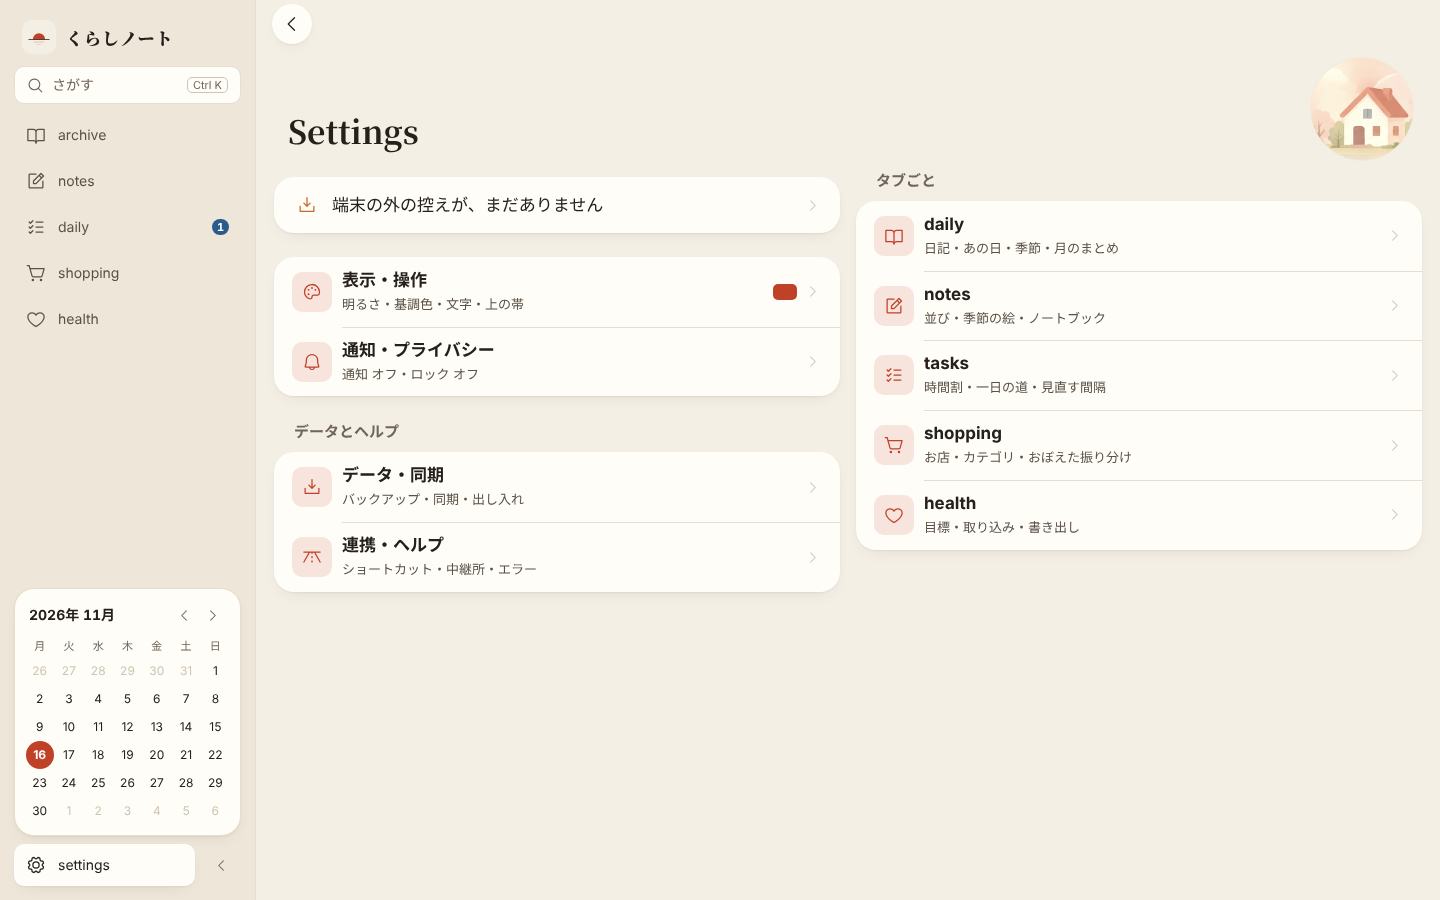 くらしノート
さがす
Ctrl K
archive
notes
daily
1
shopping
health
2026年 11月
月 火 水 木 金 土 日
26 27 28 29 30 31 1
2 3 4 5 6 7 8
9 10 11 12 13 14 15
16 17 18 19 20 21 22
23 24 25 26 27 28 29
30 1 2 3 4 5 6
settings
Settings
端末の外の控えが、まだありません
表示・操作
明るさ・基調色・文字・上の帯
通知・プライバシー
通知 オフ・ロック オフ
データとヘルプ
データ・同期
バックアップ・同期・出し入れ
連携・ヘルプ
ショートカット・中継所・エラー
タブごと
daily
日記・あの日・季節・月のまとめ
notes
並び・季節の絵・ノートブック
tasks
時間割・一日の道・見直す間隔
shopping
お店・カテゴリ・おぼえた振り分け
health
目標・取り込み・書き出し